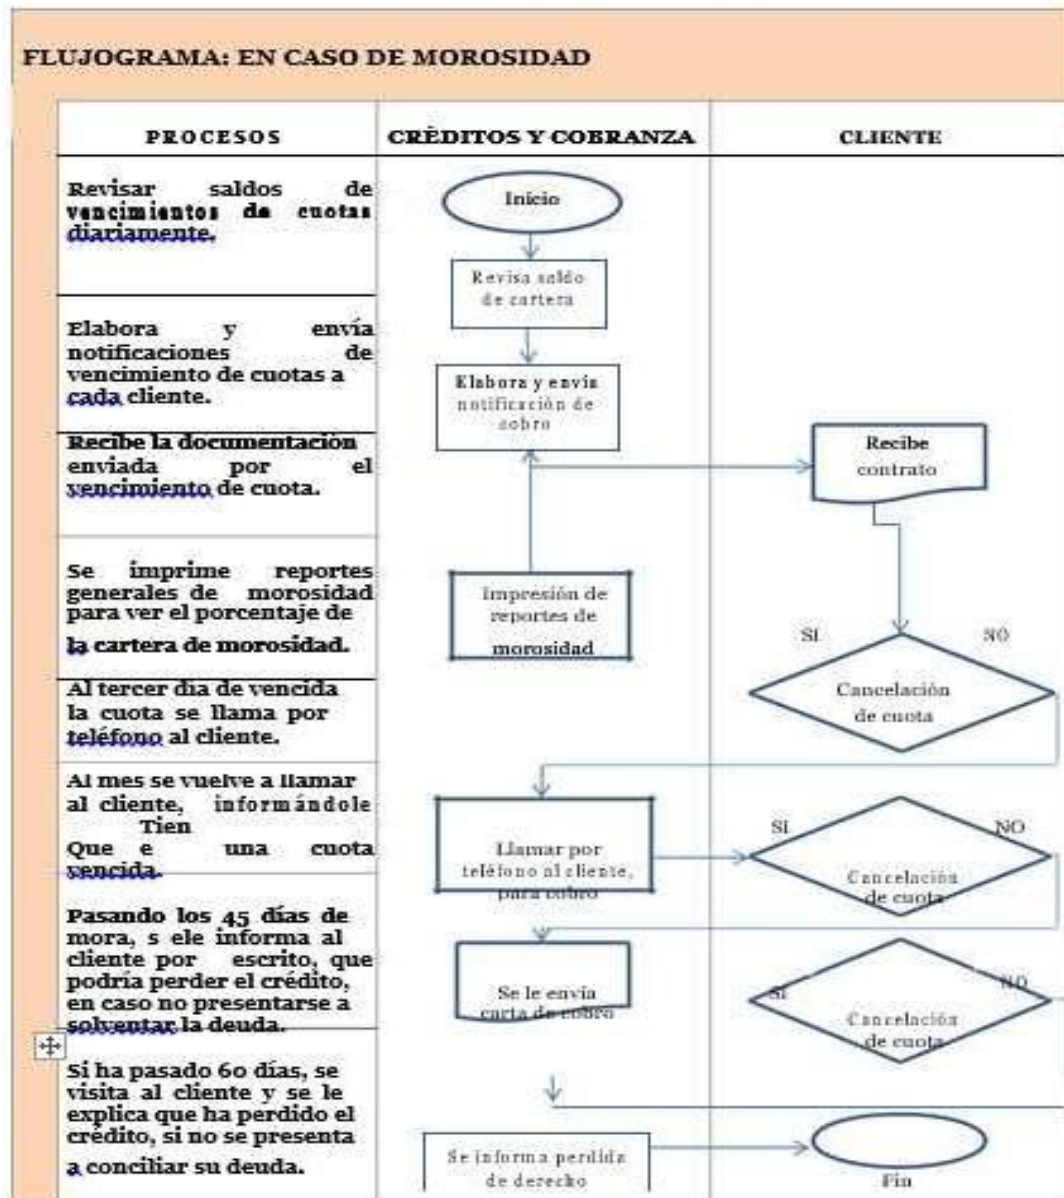 FLUJOGRAMA: EN CASO DE MOROSIDAD
PROCESOS
CRÉDITOS Y COBRANZA
CLIENTE
Revisar saldos de
vencimientos de cuotas
diariamente.
Inicio
Revisa saldo
de cartera
Elabora y envía
notificaciones de
vencimiento de cuotas a
cada cliente.
Elabora y envía
notificación de
cobro
Recibe la documentación
enviada por el
vencimiento de cuota.
Recibe
contrato
Se imprime reportes
generales de morosidad
para ver el porcentaje de
la cartera de morosidad.
Impresión de
reportes de
morosidad
SI
NO
Cancelación
de cuota
Al tercer día de vencida
la cuota se llama por
teléfono al cliente.
Al mes se vuelve a llamar
al cliente, informándole
Tien
Que e una cuota
vencida.
Llamar por
teléfono al cliente,
para cobro
SI
NO
Cancelación
de cuota
Pasando los 45 días de
mora, s ele informa al
cliente por escrito, que
podría perder el crédito,
en caso no presentarse a
solventar la deuda.
Se le envía
carta de cobro
SI
NO
Cancelación
de cuota
Si ha pasado 60 días, se
visita al cliente y se le
explica que ha perdido el
crédito, si no se presenta
a conciliar su deuda.
Se informa perdida
de derecho
Fin